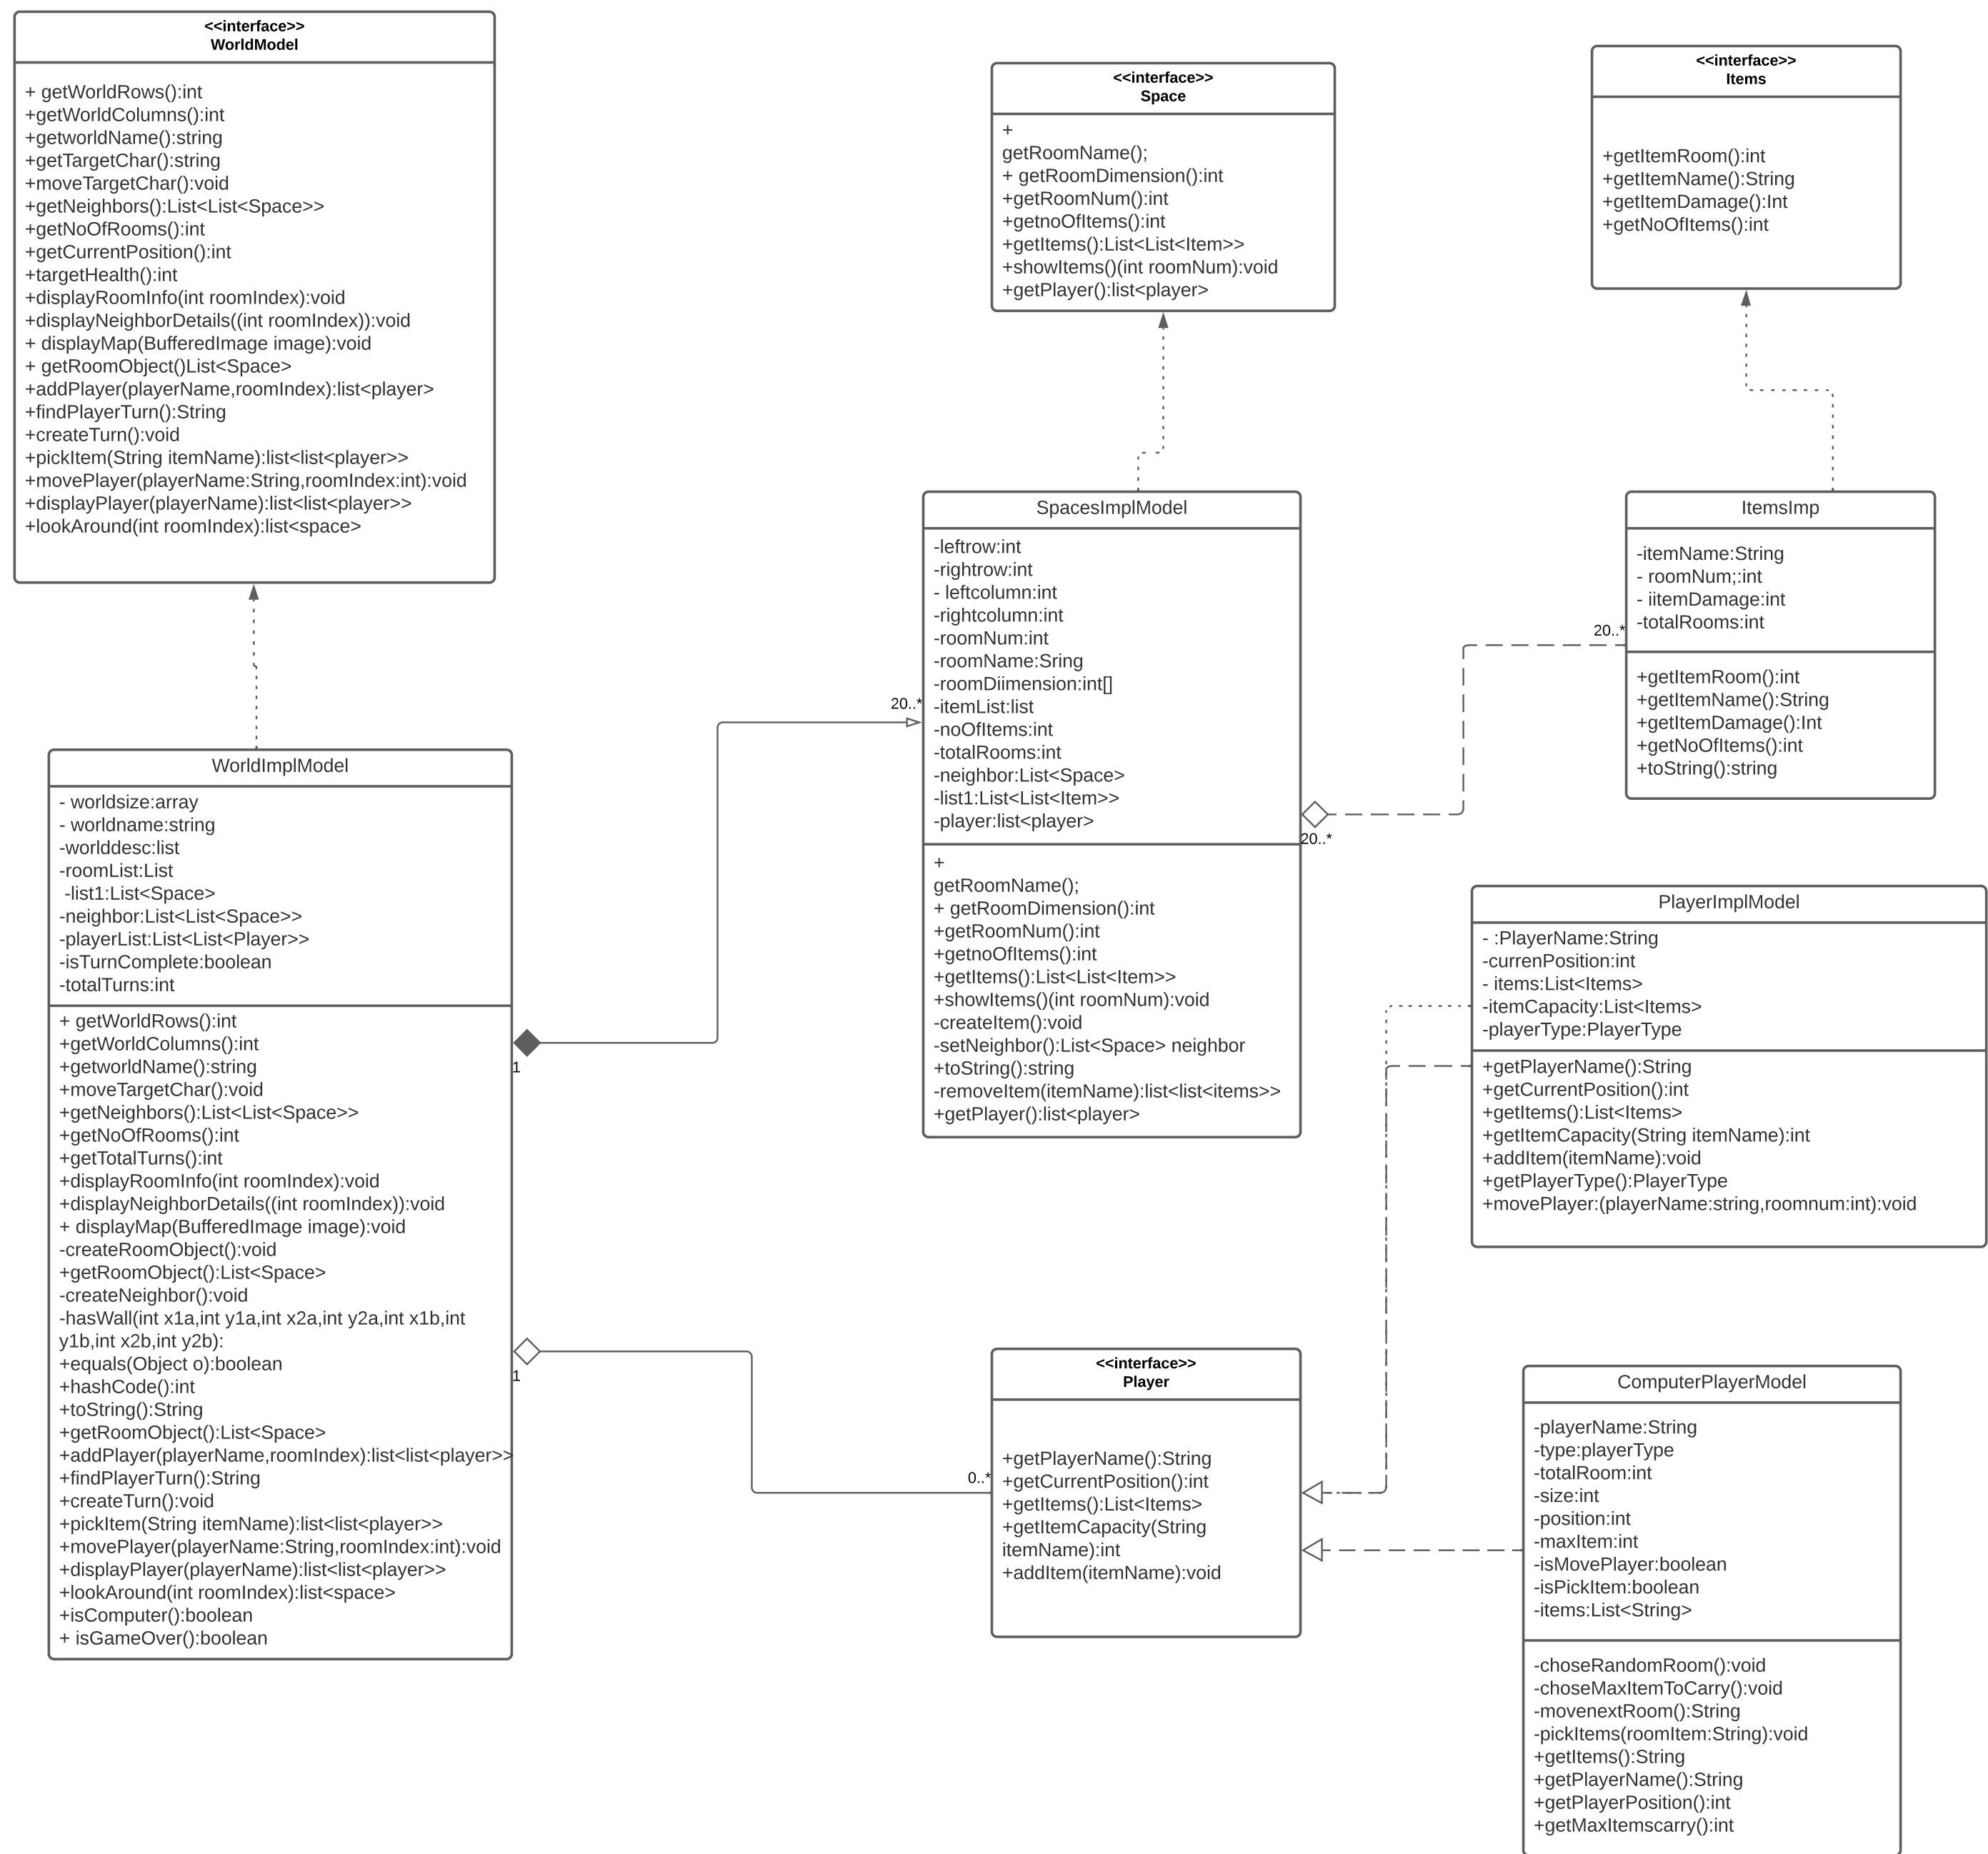 <<interface>>
WorldModel
+ getWorldRows():int
+getWorldColumns():int
+getworldName():string
+getTargetChar():string
+moveTargetChar():void
+getNeighbors():List<List<Space>>
+getNoOfRooms():int
+getCurrentPosition():int
+targetHealth():int
+displayRoomInfo(int roomIndex):void
+displayNeighborDetails((int roomIndex)):void
+ displayMap(BufferedImage image):void
+ getRoomObject()List<Space>
+addPlayer(playerName,roomIndex):list<player>
+findPlayerTurn():String
+createTurn():void
+pickItem(String itemName):list<list<player>>
+movePlayer(playerName:String,roomIndex:int):void
+displayPlayer(playerName):list<list<player>>
+lookAround(int roomIndex):list<space>
<<interface>>
Space
+
getRoomName();
+ getRoomDimension():int
+getRoomNum():int
+getnoOfItems():int
+getItems():List<List<Item>>
+showItems()(int roomNum):void
+getPlayer():list<player>
<<interface>>
Items
+getItemRoom():int
+getItemName():String
+getItemDamage():Int
+getNoOfItems():int
WorldImplModel
- worldsize:array
- worldname:string
-worlddesc:list
-roomList:List
-list1:List<Space>
-neighbor:List<List<Space>>
-playerList:List<List<Player>>
-isTurnComplete:boolean
-totalTurns:int
+ getWorldRows():int
+getWorldColumns():int
+getworldName():string
+moveTargetChar():void
+getNeighbors():List<List<Space>>
+getNoOfRooms():int
+getTotalTurns():int
+displayRoomInfo(int roomIndex):void
+displayNeighborDetails((int roomIndex)):void
+ displayMap(BufferedImage image):void
-createRoomObject():void
+getRoomObject():List<Space>
-createNeighbor():void
-hasWall(int x1a,int y1a,int x2a,int y2a,int x1b,int
y1b,int x2b,int y2b):
+equals(Object o):boolean
+hashCode():int
+toString():String
+getRoomObject():List<Space>
+addPlayer(playerName,roomIndex):list<list<player>>
+findPlayerTurn():String
+createTurn():void
+pickItem(String itemName):list<list<player>>
+movePlayer(playerName:String,roomIndex:int):void
+displayPlayer(playerName):list<list<player>>
+lookAround(int roomIndex):list<space>
+isComputer():boolean
+ isGameOver():boolean
1
1
20..*
0..*
SpacesImplModel
-leftrow:int
-rightrow:int
- leftcolumn:int
-rightcolumn:int
-roomNum:int
-roomName:Sring
-roomDiimension:int[]
-itemList:list
-noOfItems:int
-totalRooms:int
-neighbor:List<Space>
-list1:List<List<Item>>
-player:list<player>
+
getRoomName();
+ getRoomDimension():int
+getRoomNum():int
+getnoOfItems():int
+getItems():List<List<Item>>
+showItems()(int roomNum):void
-createItem():void
-setNeighbor():List<Space> neighbor
+toString():string
-removeItem(itemName):list<list<items>>
+getPlayer():list<player>
20..*
20..*
ItemsImp
-itemName:String
- roomNum;:int
- iitemDamage:int
-totalRooms:int
+getItemRoom():int
+getItemName():String
+getItemDamage():Int
+getNoOfItems():int
+toString():string
PlayerImplModel
- :PlayerName:String
-currenPosition:int
- items:List<Items>
-itemCapacity:List<Items>
-playerType:PlayerType
+getPlayerName():String
+getCurrentPosition():int
+getItems():List<Items>
+getItemCapacity(String itemName):int
+addItem(itemName):void
+getPlayerType():PlayerType
+movePlayer:(playerName:string,roomnum:int):void
<<interface>>
Player
+getPlayerName():String
+getCurrentPosition():int
+getItems():List<Items>
+getItemCapacity(String
itemName):int
+addItem(itemName):void
ComputerPlayerModel
-playerName:String
-type:playerType
-totalRoom:int
-size:int
-position:int
-maxItem:int
-isMovePlayer:boolean
-isPickItem:boolean
-items:List<String>
-choseRandomRoom():void
-choseMaxItemToCarry():void
-movenextRoom():String
-pickItems(roomItem:String):void
+getItems():String
+getPlayerName():String
+getPlayerPosition():int
+getMaxItemscarry():int